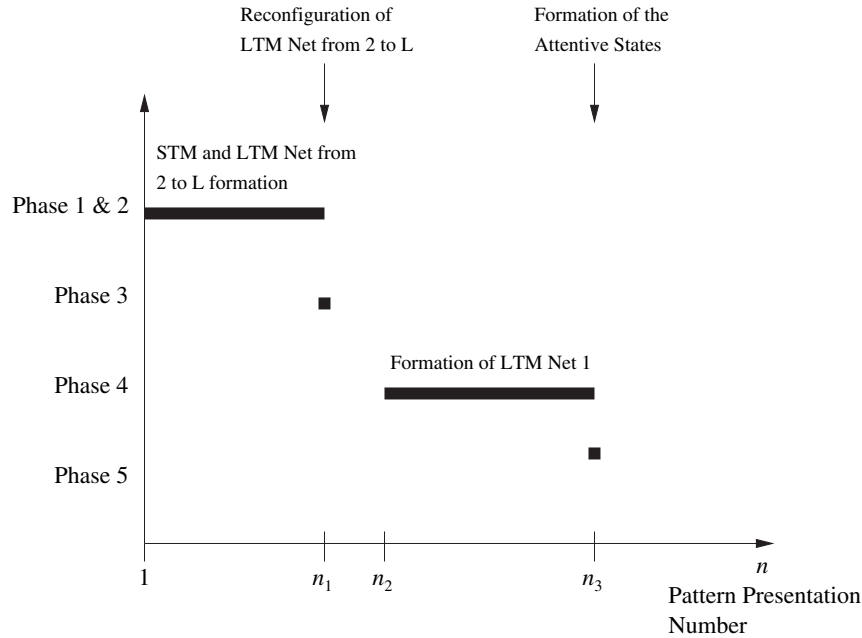 Reconfiguration of
LTM Net from 2 to L
Formation of the
Attentive States
STM and LTM Net from
2 to L formation
Phase 1 & 2
Phase 3
Formation of LTM Net 1
Phase 4
Phase 5
1
n1
n2
n3
n
Pattern Presentation
Number